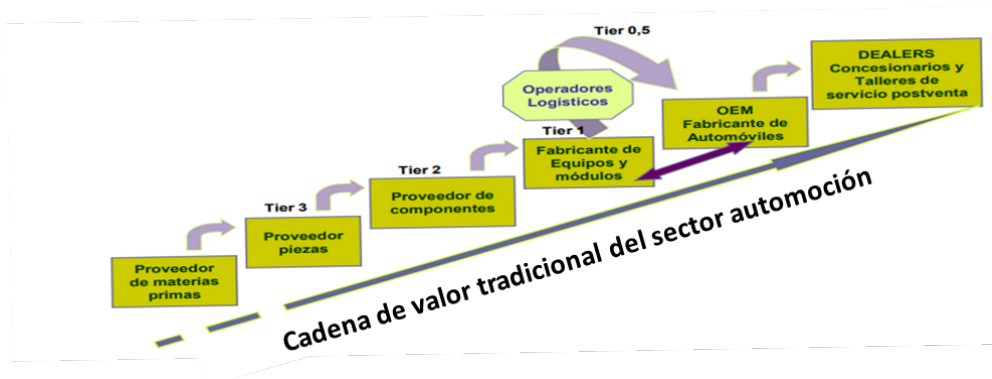 Tier 0,5
DEALERS
Concesionarios y
Talleres de
servicio postventa
Operadores
Logísticos
OEM
Fabricante de
Automóviles
Tier 1
Fabricante de
Equipos y
módulos
Tier 2
Proveedor de
componentes
Tier 3
Proveedor
piezas
Proveedor
de materias
primas
Cadena de valor tradicional del sector automoción